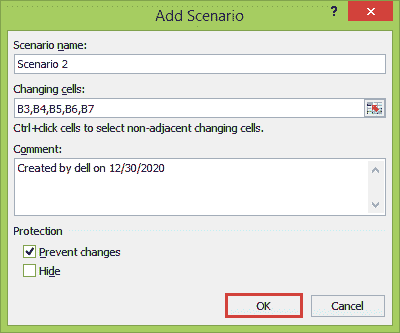 Add Scenario
?
Scenario name:
Scenario 2
Changing cells:
B3,B4,B5,B6,B7
Ctrl+click cells to select non-adjacent changing cells.
Comment:
Created by dell on 12/30/2020
Protection
Prevent changes
Hide
OK Cancel